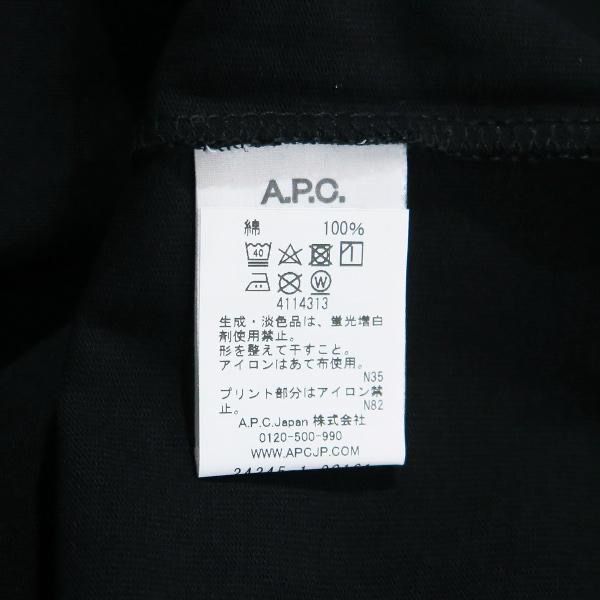 A.P.C.
綿 100%
40
4114313
生成・淡色品は、蛍光増白
剤使用禁止。
形を整えて干すこと。
アイロンはあて布使用。
N35
プリント部分はアイロン禁
止。 N82
A.P.C.Japan 株式会社
0120-500-990
WWW.APCJP.COM